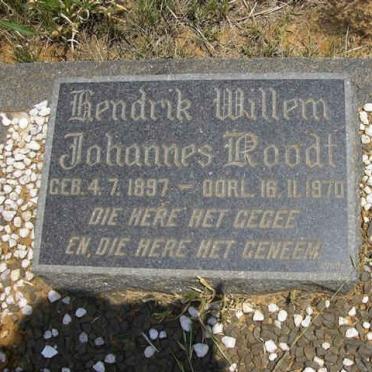 Hendrik Willem
Johannes Roodt
GEB. 4.7.1897 — OORL. 16.11.1970
DIE HERE HET GEGEE
EN, DIE HERE HET GENEEM